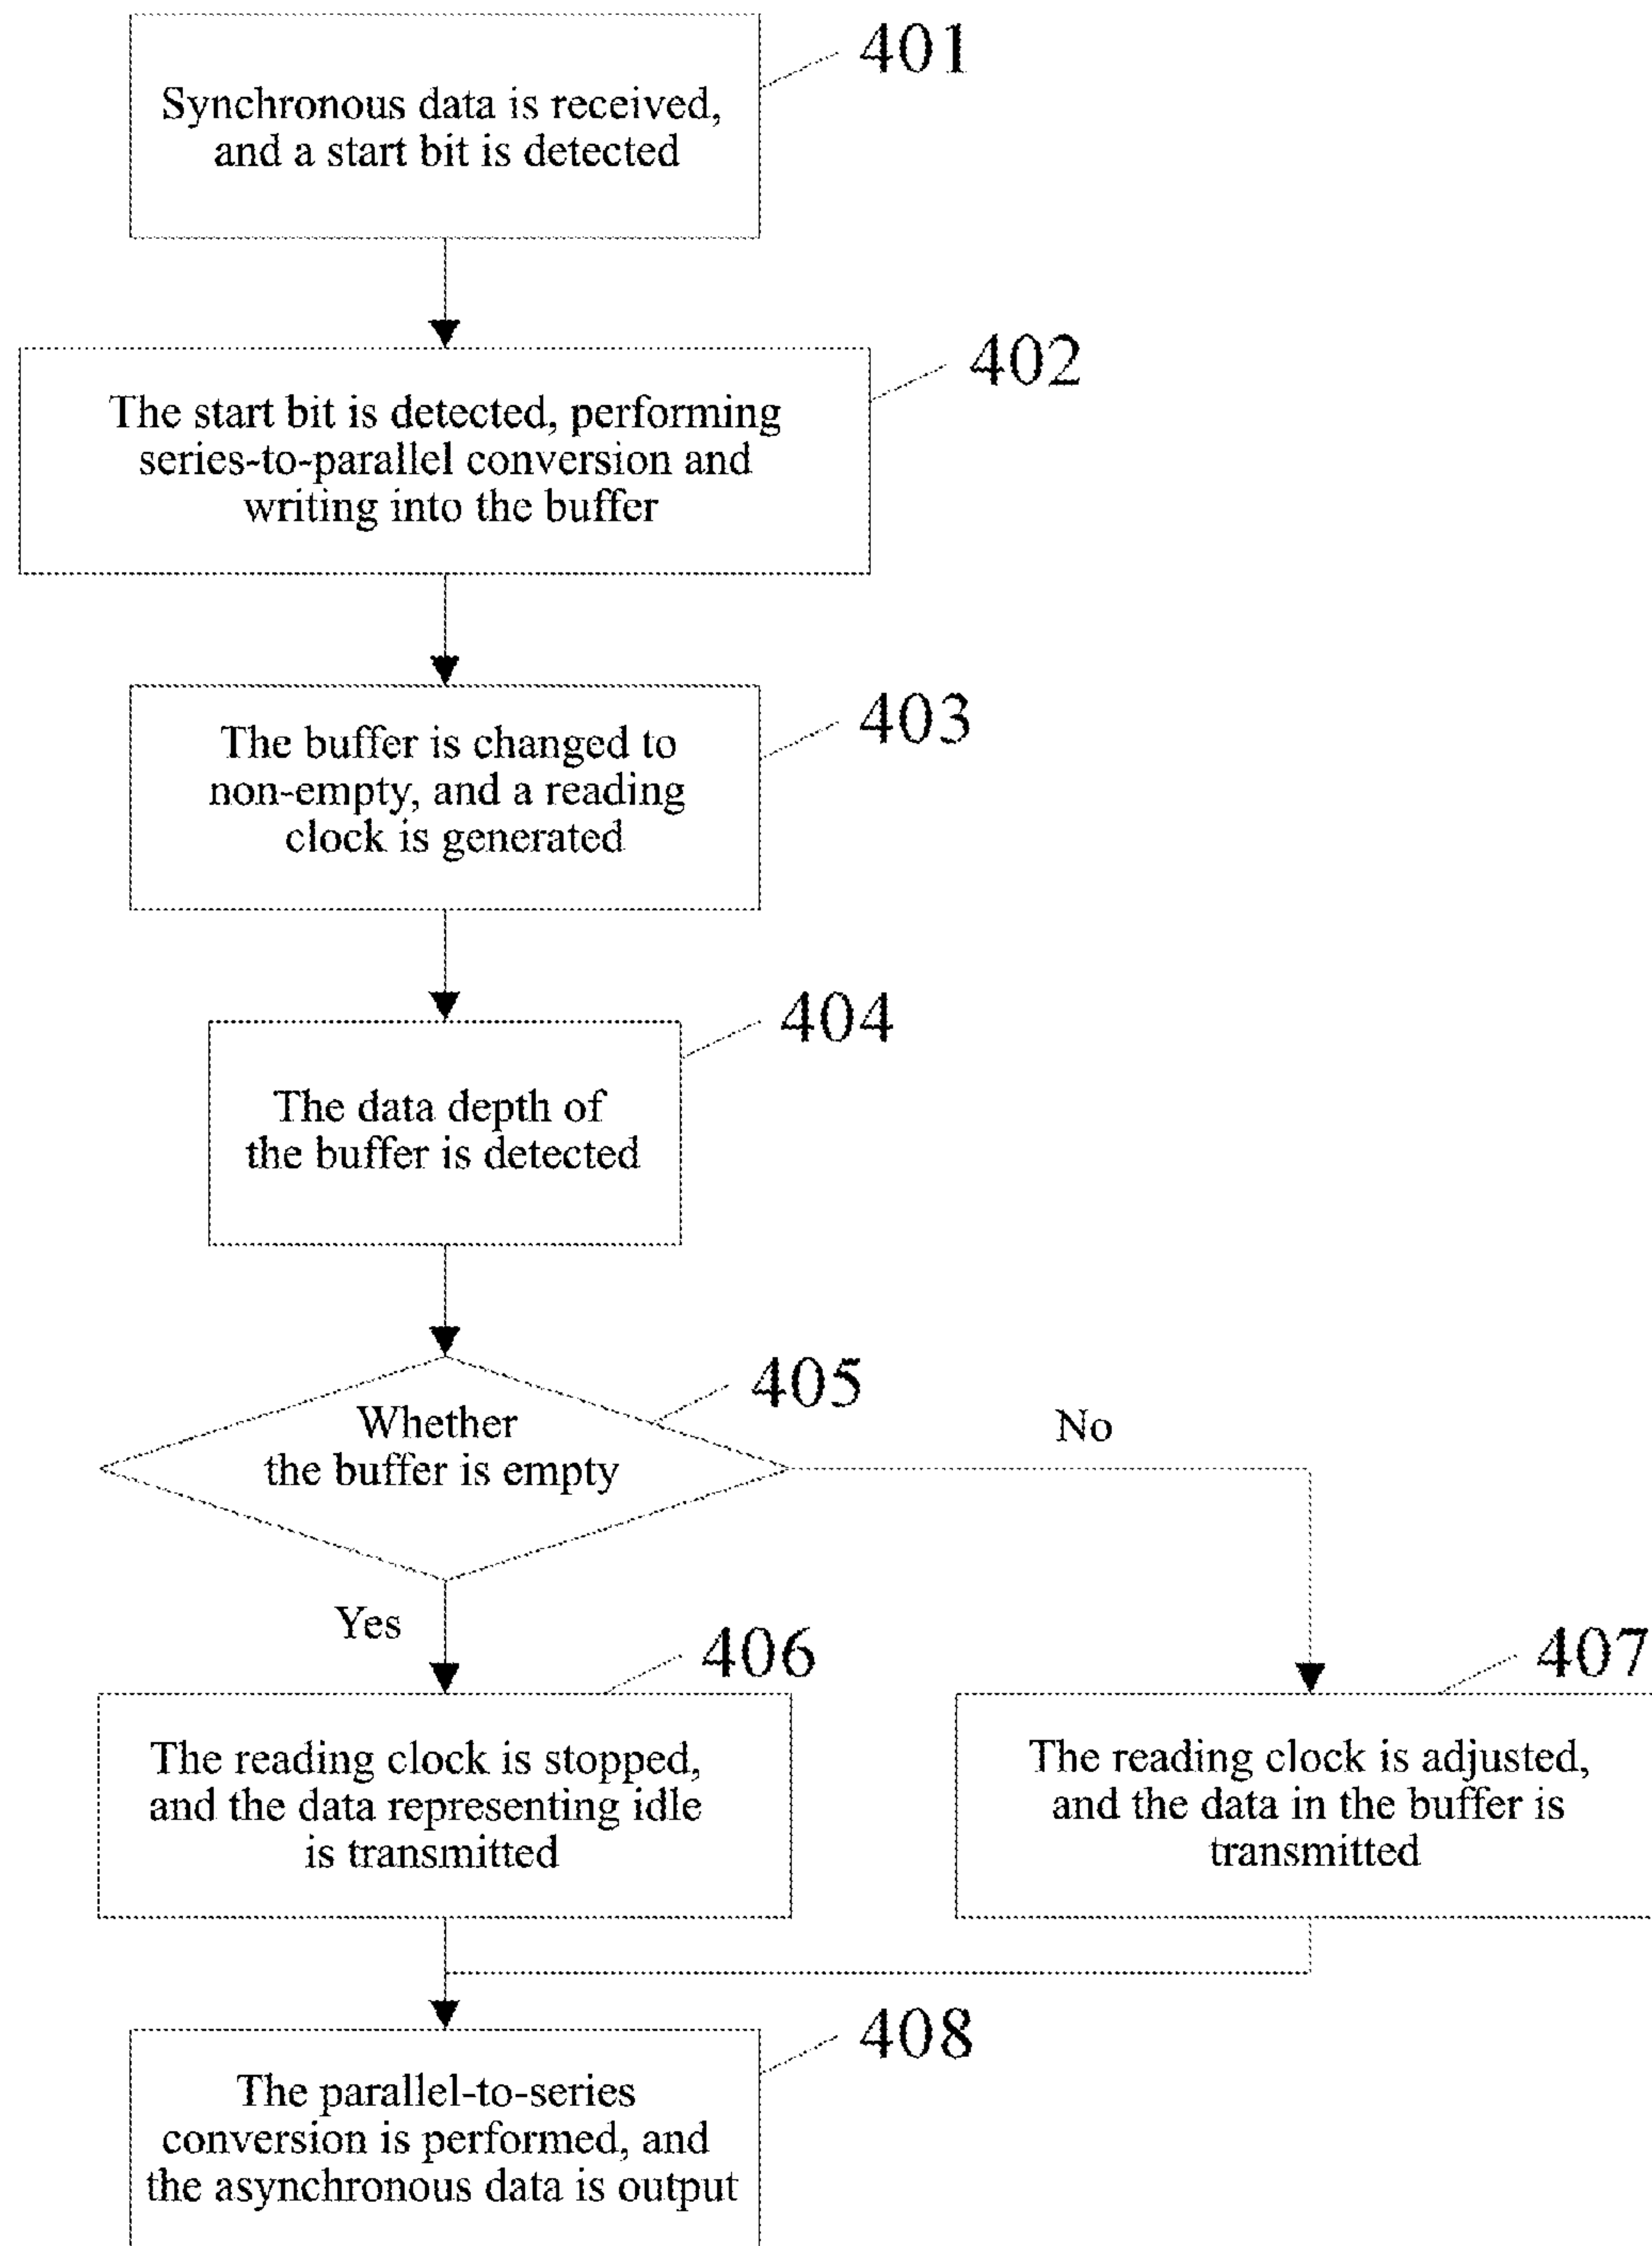 401
Synchronous data is received,
and a start bit is detected
402
The start bit is detected, performing
series-to-parallel conversion and
writing into the buffer
403
The buffer is changed to
non-empty, and a reading
clock is generated
404
The data depth of
the buffer is detected
405
Whether
the buffer is empty
No
Yes
406
The reading clock is stopped,
and the data representing idle
is transmitted
407
The reading clock is adjusted,
and the data in the buffer is
transmitted
408
The parallel-to-series
conversion is performed, and
the asynchronous data is output